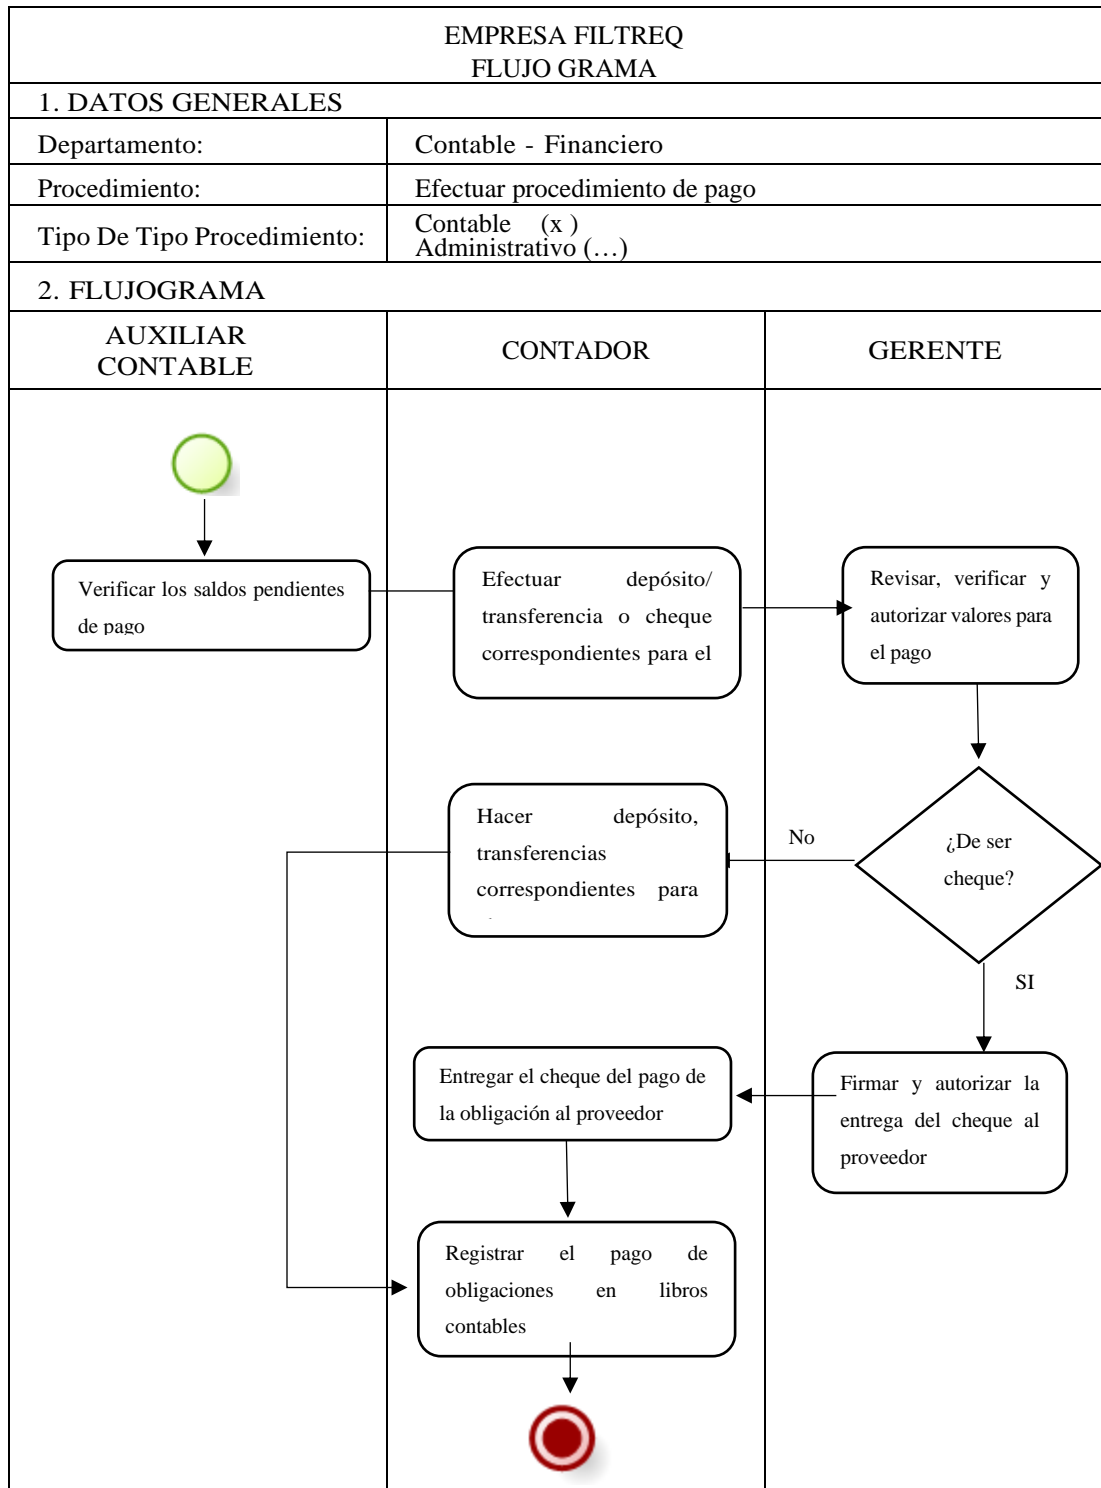 EMPRESA FILTREQ
FLUJO GRAMA
1. DATOS GENERALES
Departamento:
Contable - Financiero
Procedimiento:
Efectuar procedimiento de pago
Tipo De Tipo Procedimiento:
Contable (x )
Administrativo (…)
2. FLUJOGRAMA
AUXILIAR
CONTABLE
CONTADOR
GERENTE
Verificar los saldos pendientes
de pago
Efectuar depósito/
transferencia o cheque
correspondientes para el
Revisar, verificar y
autorizar valores para
el pago
Hacer depósito,
transferencias
correspondientes para
No
¿De ser
cheque?
SI
Entregar el cheque del pago de
la obligación al proveedor
Firmar y autorizar la
entrega del cheque al
proveedor
Registrar el pago de
obligaciones en libros
contables